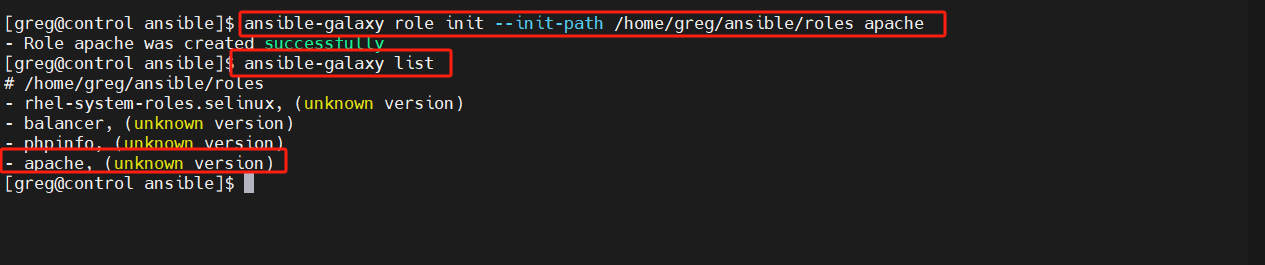 [greg@control ansible]$ ansible-galaxy role init --init-path /home/greg/ansible/roles apache
- Role apache was created successfully
[greg@control ansible]$ ansible-galaxy list
# /home/greg/ansible/roles
- rhel-system-roles.selinux, (unknown version)
- balancer, (unknown version)
- phpinfo, (unknown version)
- apache, (unknown version)
[greg@control ansible]$